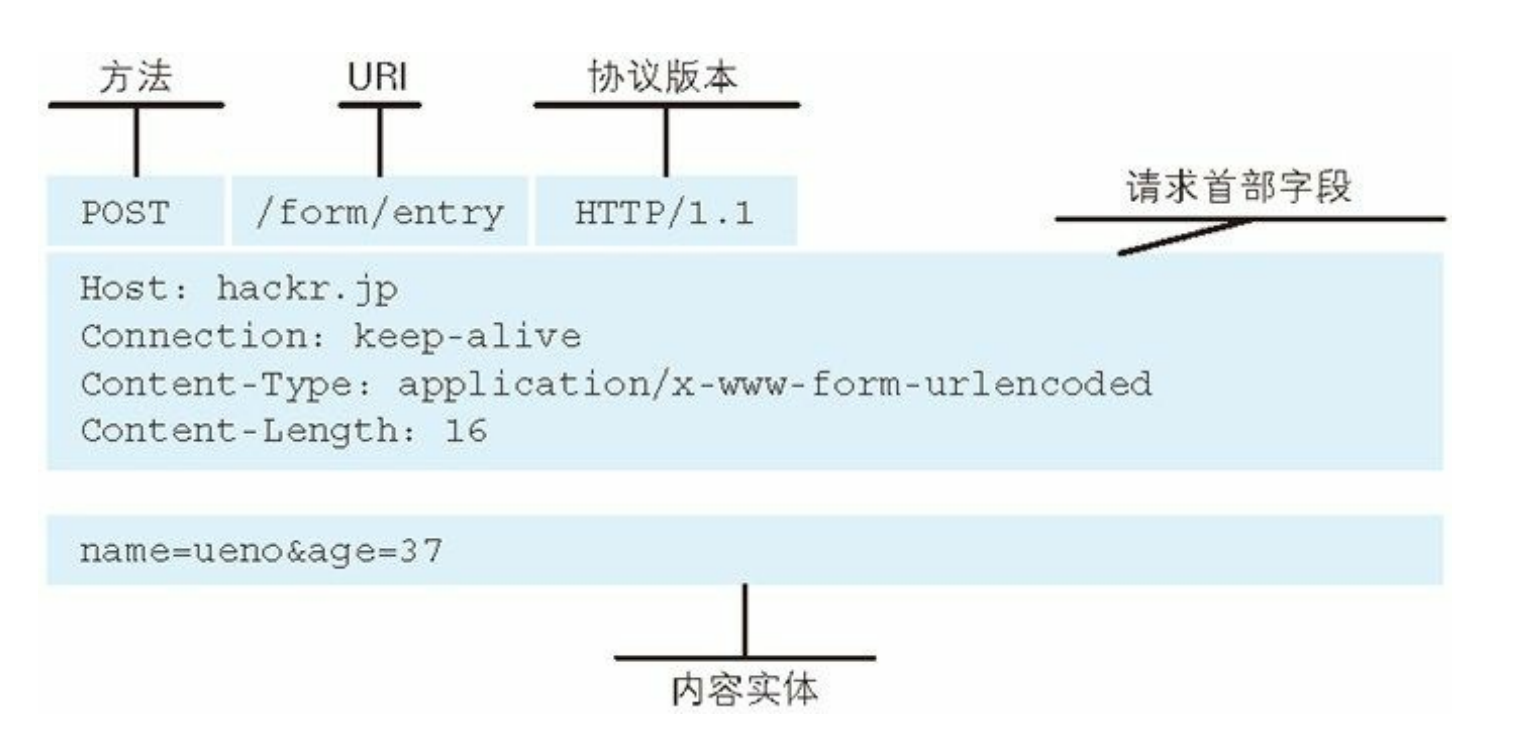 方法 URI 协议版本
POST /form/entry HTTP/1.1
请求首部字段
Host: hackr.jp
Connection: keep-alive
Content-Type: application/x-www-form-urlencoded
Content-Length: 16
name=ueno&age=37
内容实体